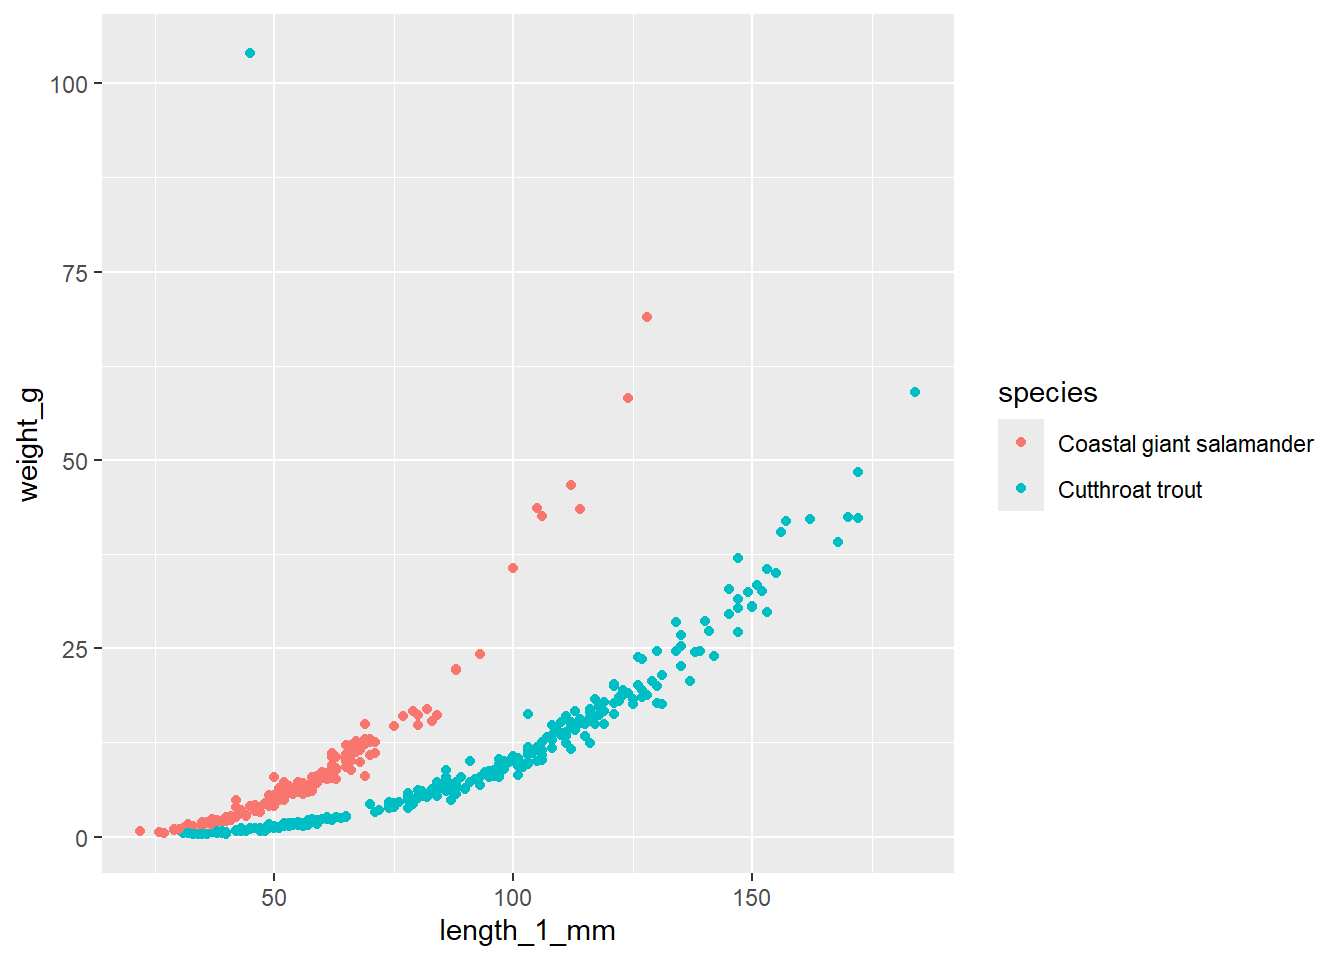 100
75
50
25
0
weight_g
50
100
150
length_1_mm
species
Coastal giant salamander
Cutthroat trout